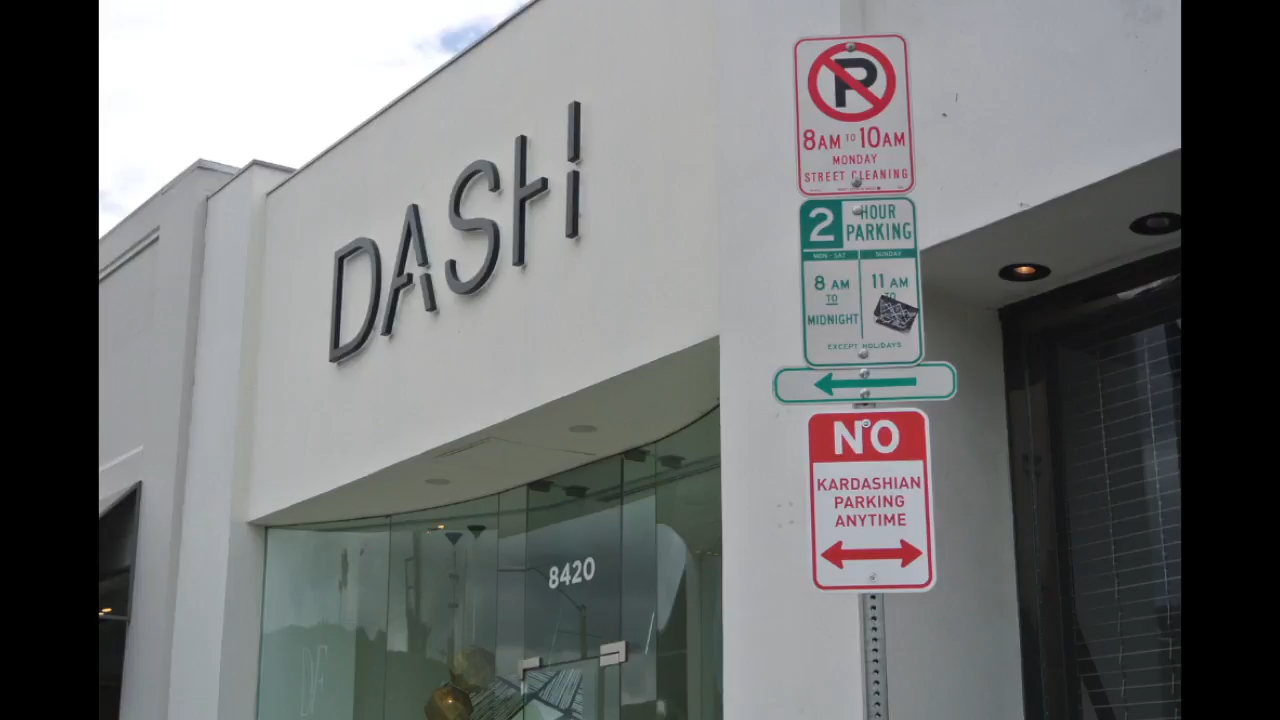 DASH
8420
P
8AM TO 10AM
MONDAY
STREET CLEANING
2 HOUR
PARKING
MON-SAT SUNDAY
8 AM 11 AM
TO TO
MIDNIGHT
EXCEPT HOLIDAYS
NO
KARDASHIAN
PARKING
ANYTIME